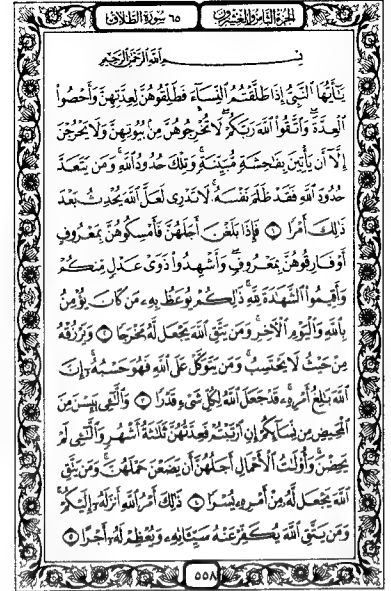 الجزء الثامن والعشرون
٦٥ سورة الطلاق
بِسْمِ اللَّهِ الرَّحْمَٰنِ الرَّحِيمِ
يَٰٓأَيُّهَا ٱلنَّبِىُّ إِذَا طَلَّقْتُمُ ٱلنِّسَآءَ فَطَلِّقُوهُنَّ لِعِدَّتِهِنَّ وَأَحْصُوا۟
ٱلْعِدَّةَ ۖ وَٱتَّقُوا۟ ٱللَّهَ رَبَّكُمْ ۖ لَا تُخْرِجُوهُنَّ مِنۢ بُيُوتِهِنَّ وَلَا يَخْرُجْنَ
إِلَّآ أَن يَأْتِينَ بِفَٰحِشَةٍ مُّبَيِّنَةٍ ۚ وَتِلْكَ حُدُودُ ٱللَّهِ ۚ وَمَن يَتَعَدَّ
حُدُودَ ٱللَّهِ فَقَدْ ظَلَمَ نَفْسَهُۥ ۚ لَا تَدْرِى لَعَلَّ ٱللَّهَ يُحْدِثُ بَعْدَ
ذَٰلِكَ أَمْرًا ١ فَإِذَا بَلَغْنَ أَجَلَهُنَّ فَأَمْسِكُوهُنَّ بِمَعْرُوفٍ
أَوْ فَارِقُوهُنَّ بِمَعْرُوفٍ وَأَشْهِدُوا۟ ذَوَىْ عَدْلٍ مِّنكُمْ
وَأَقِيمُوا۟ ٱلشَّهَٰدَةَ لِلَّهِ ۚ ذَٰلِكُمْ يُوعَظُ بِهِۦ مَن كَانَ يُؤْمِنُ
بِٱللَّهِ وَٱلْيَوْمِ ٱلْءَاخِرِ ۚ وَمَن يَتَّقِ ٱللَّهَ يَجْعَل لَّهُۥ مَخْرَجًا ٢ وَيَرْزُقْهُ
مِنْ حَيْثُ لَا يَحْتَسِبُ ۚ وَمَن يَتَوَكَّلْ عَلَى ٱللَّهِ فَهُوَ حَسْبُهُۥٓ ۚ إِنَّ
ٱللَّهَ بَٰلِغُ أَمْرِهِۦ ۚ قَدْ جَعَلَ ٱللَّهُ لِكُلِّ شَىْءٍ قَدْرًا ٣ وَٱلَّٰٓـِٔى يَئِسْنَ مِنَ
ٱلْمَحِيضِ مِن نِّسَآئِكُمْ إِنِ ٱرْتَبْتُمْ فَعِدَّتُهُنَّ ثَلَٰثَةُ أَشْهُرٍ وَٱلَّٰٓـِٔى لَمْ
يَحِضْنَ ۚ وَأُو۟لَٰتُ ٱلْأَحْمَالِ أَجَلُهُنَّ أَن يَضَعْنَ حَمْلَهُنَّ ۚ وَمَن يَتَّقِ
ٱللَّهَ يَجْعَل لَّهُۥ مِنْ أَمْرِهِۦ يُسْرًا ٤ ذَٰلِكَ أَمْرُ ٱللَّهِ أَنزَلَهُۥٓ إِلَيْكُمْ ۚ
وَمَن يَتَّقِ ٱللَّهَ يُكَفِّرْ عَنْهُ سَيِّـَٔاتِهِۦ وَيُعْظِمْ لَهُۥٓ أَجْرًا ٥
٥٥٨